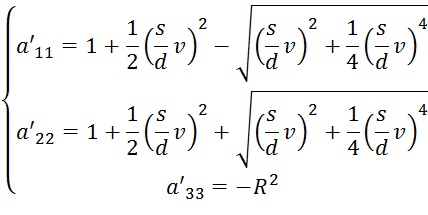 a′₁₁ = 1 + 1/2 (s/d v)² − √((s/d v)² + 1/4 (s/d v)⁴)
a′₂₂ = 1 + 1/2 (s/d v)² + √((s/d v)² + 1/4 (s/d v)⁴)
a′₃₃ = −R²